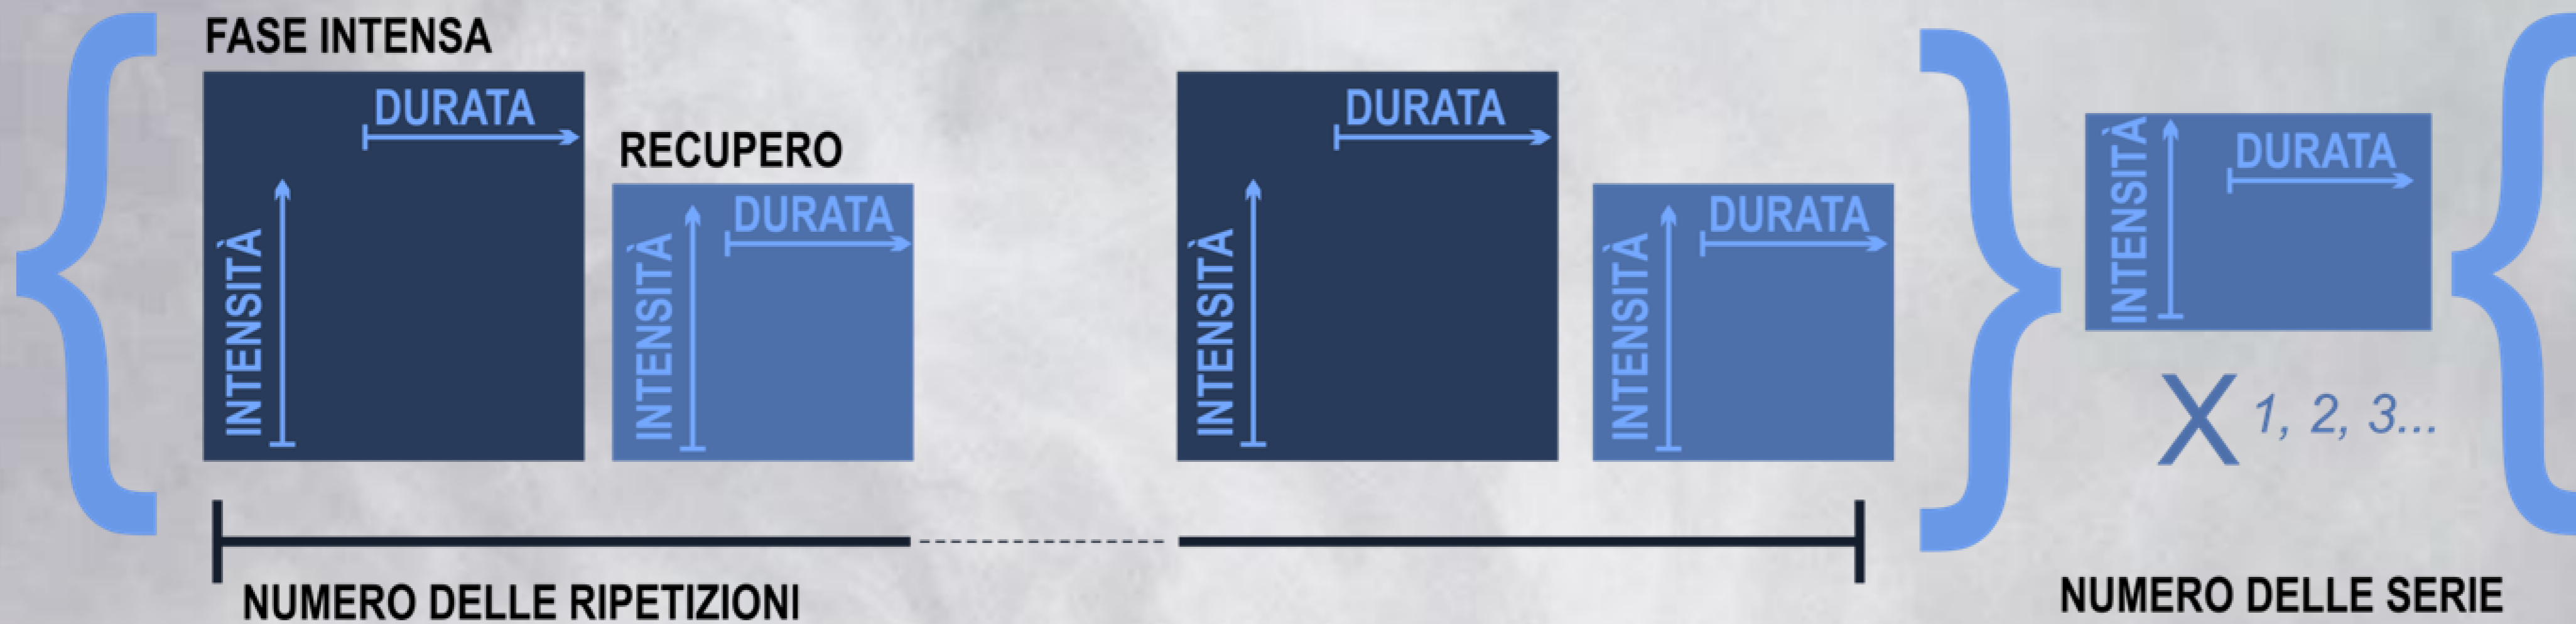 FASE INTENSA
DURATA
INTENSITÀ
RECUPERO
DURATA
INTENSITÀ
DURATA
INTENSITÀ
DURATA
INTENSITÀ
INTENSITÀ
DURATA
X 1, 2, 3...
NUMERO DELLE RIPETIZIONI
NUMERO DELLE SERIE